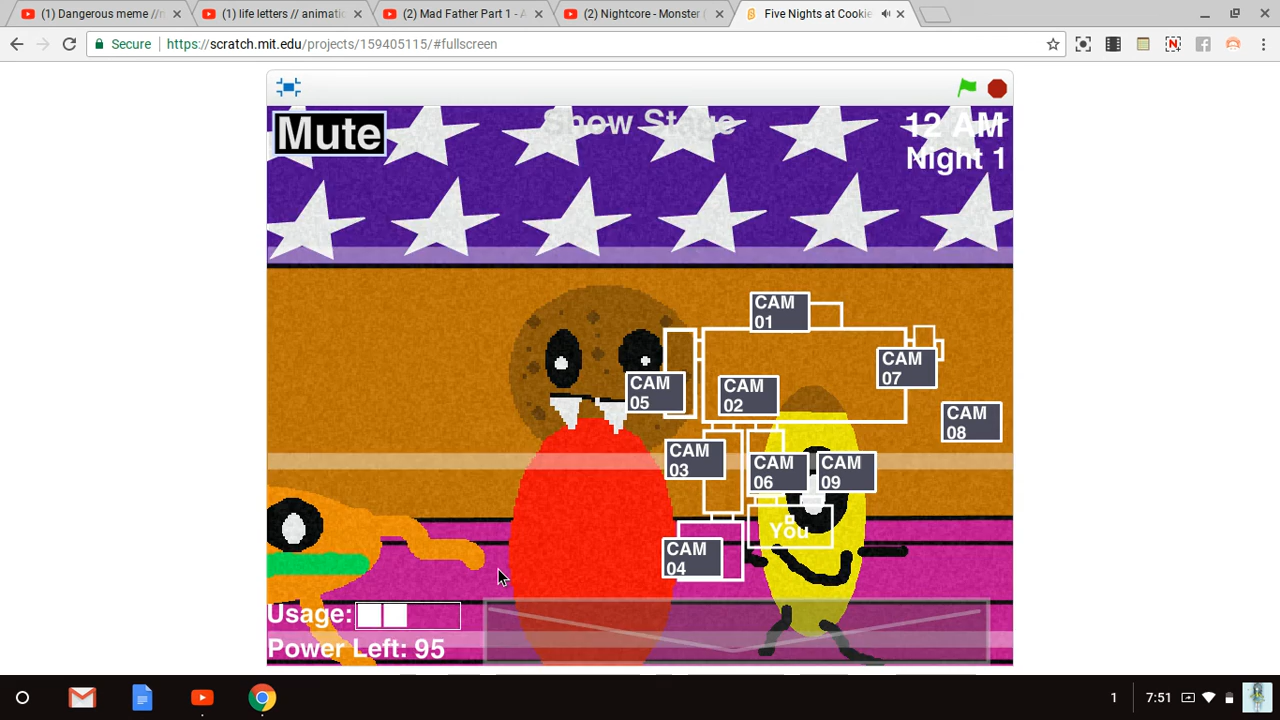 (1) Dangerous meme //
(1) life letters // animatic
(2) Mad Father Part 1 - A
(2) Nightcore - Monster (
Five Nights at Cookie
Secure
https://scratch.mit.edu/projects/159405115/#fullscreen
Mute
Show Stage
12 AM
Night 1
CAM
01
CAM
07
CAM
05
CAM
02
CAM
08
CAM
03
CAM
06
CAM
09
You
CAM
04
Usage:
Power Left: 95
1
7:51